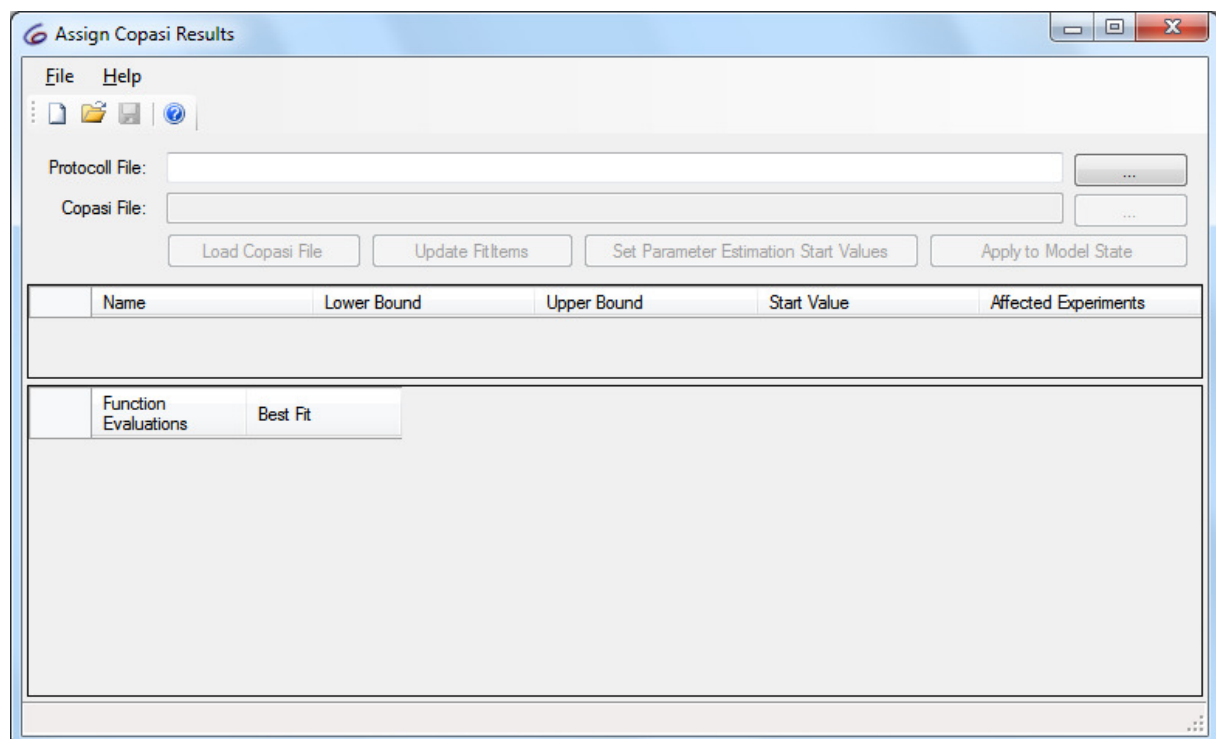 Assign Copasi Results
File Help
Protocoll File: ...
Copasi File: ...
Load Copasi File Update FitItems Set Parameter Estimation Start Values Apply to Model State
Name Lower Bound Upper Bound Start Value Affected Experiments
Function
Evaluations Best Fit